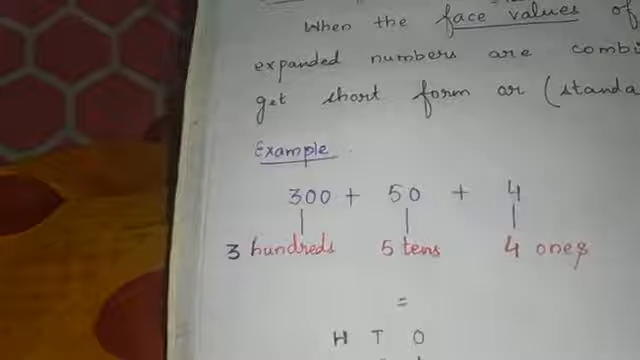 When the face values of
expanded numbers are combi
get short form or (standa
Example
300 + 50 + 4
3 hundreds 5 tens 4 ones
=
H T O